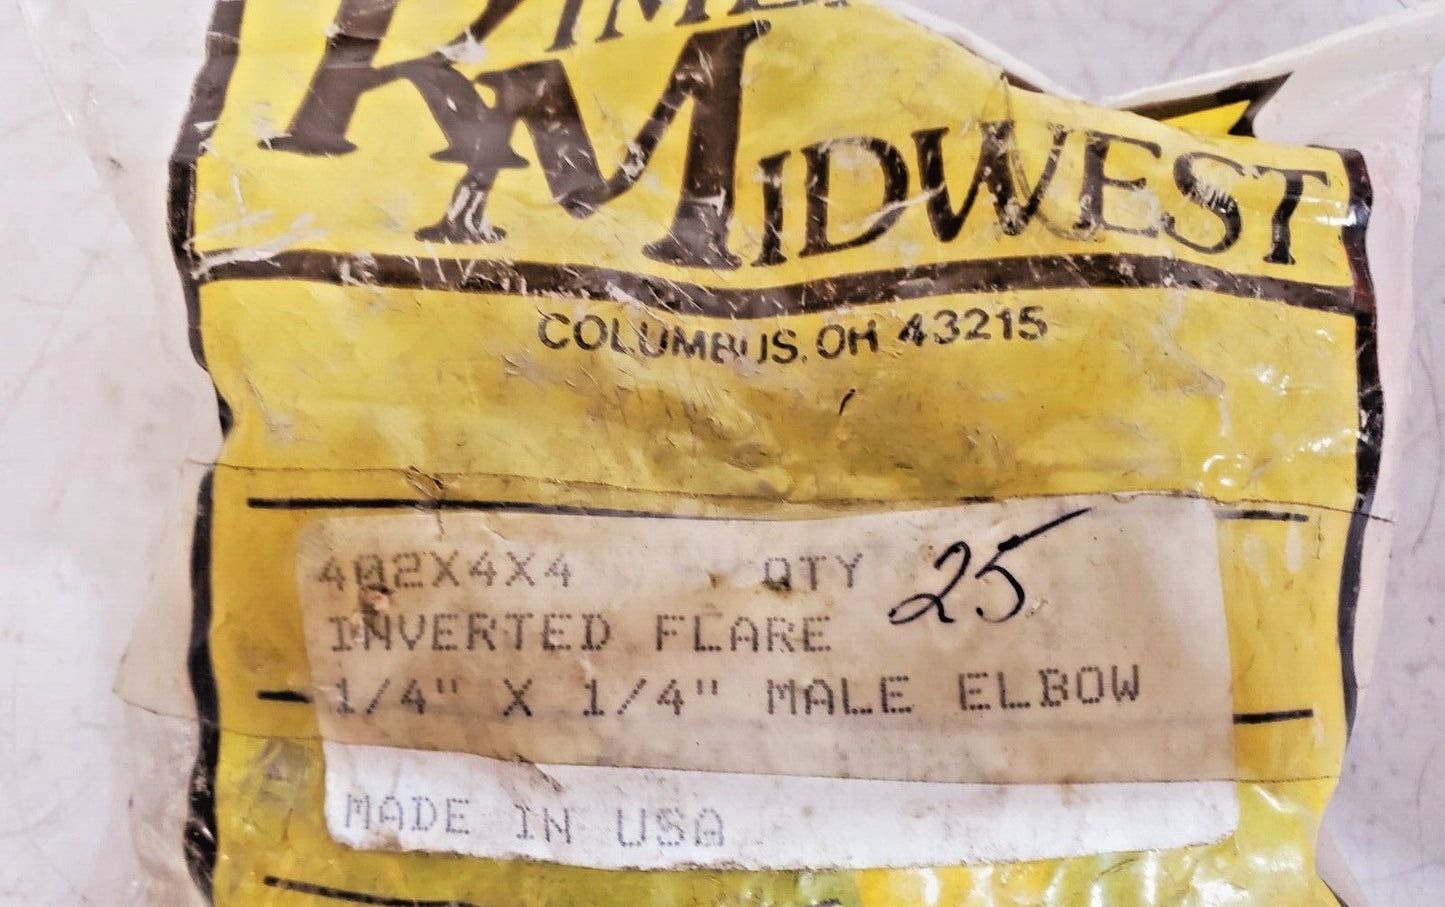 MIDWEST
COLUMBUS, OH 43215
402X4X4 QTY 25
INVERTED FLARE
1/4" X 1/4" MALE ELBOW
MADE IN USA